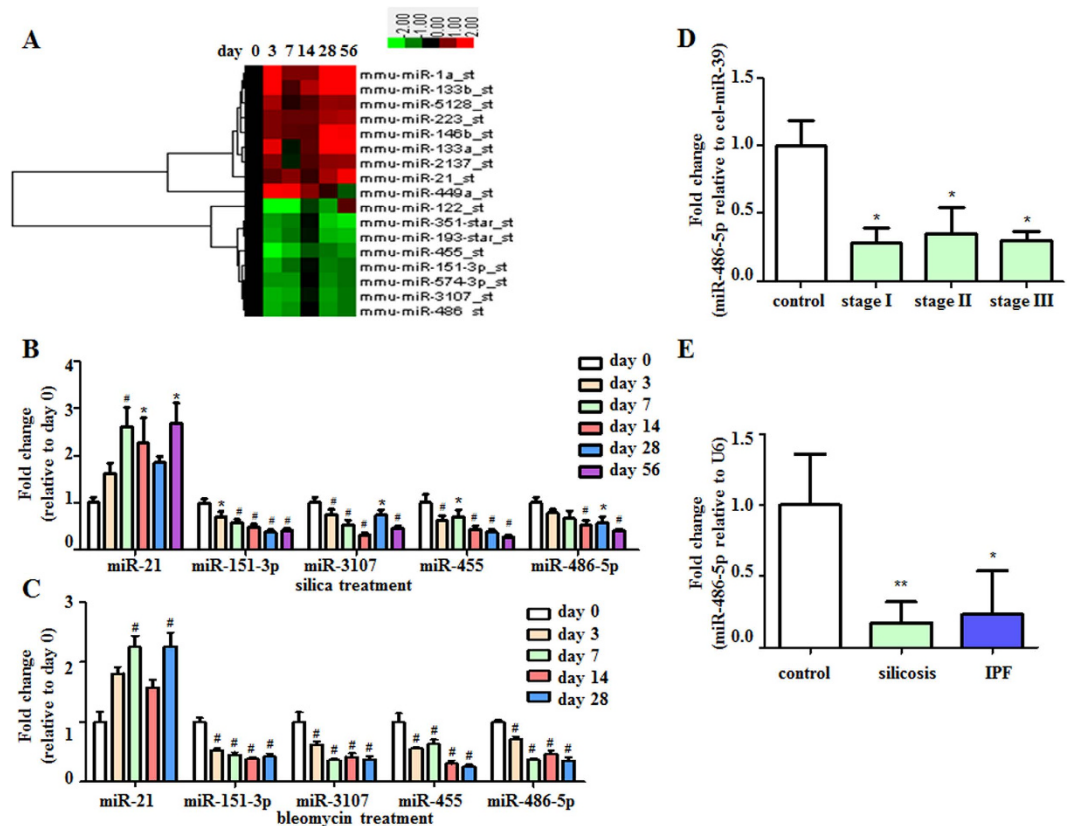 A
day 0 3 7 14 28 56
-2.00 -1.00 0.00 1.00 2.00
mmu-miR-1a_st
mmu-miR-133b_st
mmu-miR-5128_st
mmu-miR-223_st
mmu-miR-146b_st
mmu-miR-133a_st
mmu-miR-2137_st
mmu-miR-21_st
mmu-miR-449a_st
mmu-miR-122_st
mmu-miR-351-star_st
mmu-miR-193-star_st
mmu-miR-455_st
mmu-miR-151-3p_st
mmu-miR-574-3p_st
mmu-miR-3107_st
mmu-miR-486_st
B
Fold change
(relative to day 0)
4
3
2
1
0
# * *
* # # # #
# # # * #
# * # # #
# * #
miR-21 miR-151-3p miR-3107 miR-455 miR-486-5p
silica treatment
day 0
day 3
day 7
day 14
day 28
day 56
C
Fold change
(relative to day 0)
3
2
1
0
# #
# # # #
# # # #
# # # #
# # # #
miR-21 miR-151-3p miR-3107 miR-455 miR-486-5p
bleomycin treatment
day 0
day 3
day 7
day 14
day 28
D
Fold change
(miR-486-5p relative to cel-miR-39)
1.5
1.0
0.5
0.0
* * *
control stage I stage II stage III
E
Fold change
(miR-486-5p relative to U6)
1.5
1.0
0.5
0.0
** *
control silicosis IPF